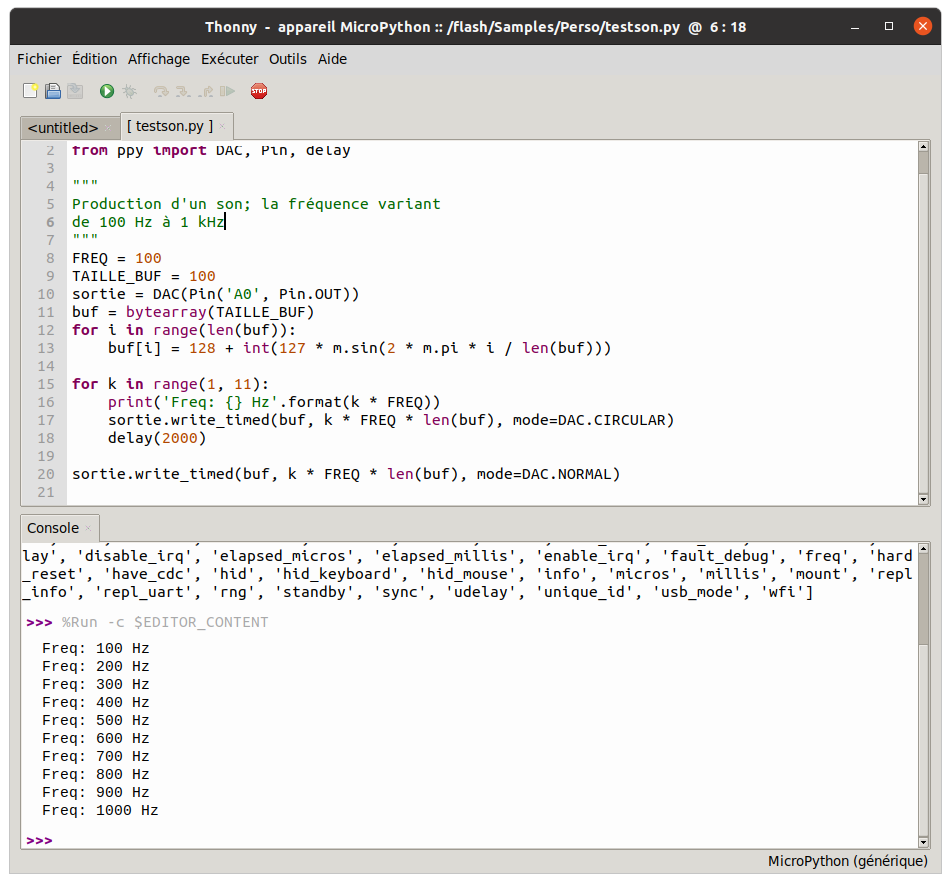 Thonny - appareil MicroPython :: /flash/Samples/Perso/testson.py @ 6 : 18
Fichier Édition Affichage Exécuter Outils Aide
STOP
<untitled> [ testson.py ]
2 from ppy import DAC, Pin, delay
3
4 """
5 Production d'un son; la fréquence variant
6 de 100 Hz à 1 kHz
7 """
8 FREQ = 100
9 TAILLE_BUF = 100
10 sortie = DAC(Pin('A0', Pin.OUT))
11 buf = bytearray(TAILLE_BUF)
12 for i in range(len(buf)):
13     buf[i] = 128 + int(127 * m.sin(2 * m.pi * i / len(buf)))
14
15 for k in range(1, 11):
16     print('Freq: {} Hz'.format(k * FREQ))
17     sortie.write_timed(buf, k * FREQ * len(buf), mode=DAC.CIRCULAR)
18     delay(2000)
19
20 sortie.write_timed(buf, k * FREQ * len(buf), mode=DAC.NORMAL)
21
Console
lay', 'disable_irq', 'elapsed_micros', 'elapsed_millis', 'enable_irq', 'fault_debug', 'freq', 'hard
_reset', 'have_cdc', 'hid', 'hid_keyboard', 'hid_mouse', 'info', 'micros', 'millis', 'mount', 'repl
_info', 'repl_uart', 'rng', 'standby', 'sync', 'udelay', 'unique_id', 'usb_mode', 'wfi']
>>> %Run -c $EDITOR_CONTENT
Freq: 100 Hz
Freq: 200 Hz
Freq: 300 Hz
Freq: 400 Hz
Freq: 500 Hz
Freq: 600 Hz
Freq: 700 Hz
Freq: 800 Hz
Freq: 900 Hz
Freq: 1000 Hz
>>>
MicroPython (générique)